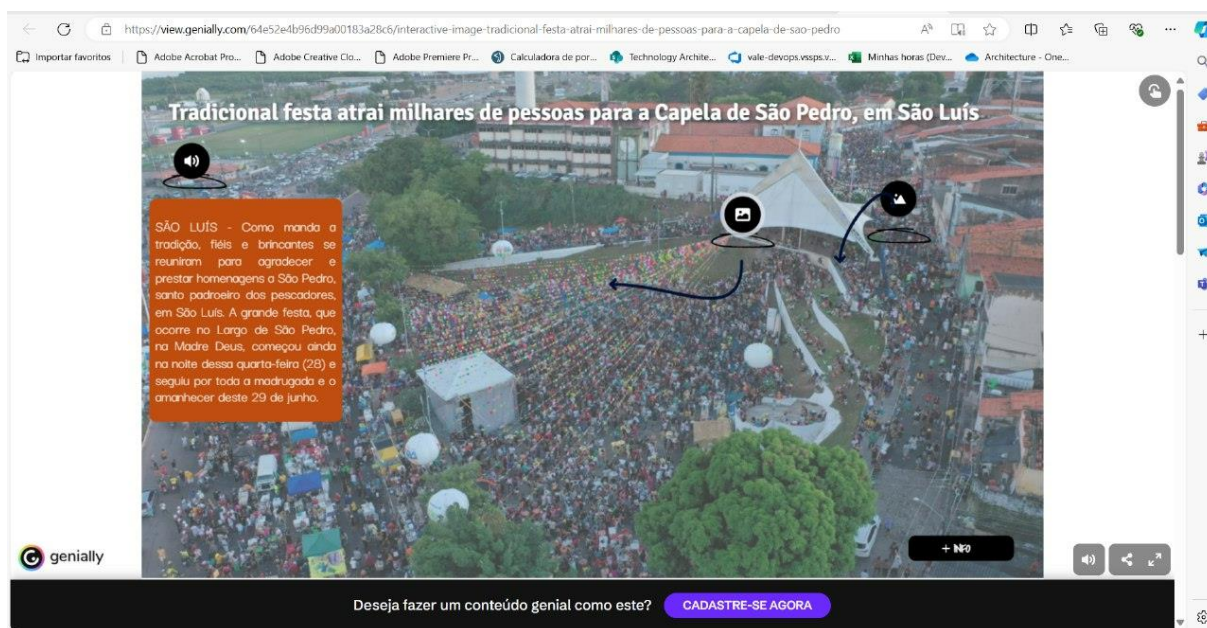 https://view.genially.com/64e52e4b96d99a00183a28c6/interactive-image-tradicional-festa-atrai-milhares-de-pessoas-para-a-capela-de-sao-pedro
Importar favoritos Adobe Acrobat Pro... Adobe Creative Clo... Adobe Premiere Pr... Calculadora de por... Technology Archite... vale-devops.vssps.v... Minhas horas (Dev... Architecture - One...
Tradicional festa atrai milhares de pessoas para a Capela de São Pedro, em São Luís
SÃO LUÍS - Como manda a
tradição, fiéis e brincantes se
reuniram para agradecer e
prestar homenagens a São Pedro,
santo padroeiro dos pescadores,
em São Luís. A grande festa, que
ocorre no Largo de São Pedro,
na Madre Deus, começou ainda
na noite dessa quarta-feira (28) e
seguiu por toda a madrugada e o
amanhecer deste 29 de junho.
+ INFO
genially
Deseja fazer um conteúdo genial como este? CADASTRE-SE AGORA